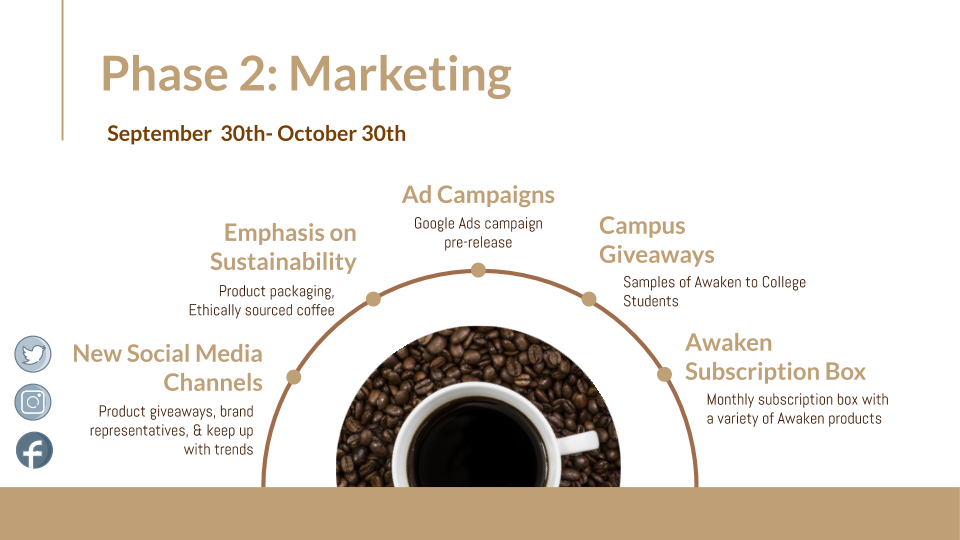 Phase 2: Marketing
September  30th- October 30th
Ad Campaigns
Google Ads campaign
pre-release
Emphasis on
Sustainability
Product packaging,
Ethically sourced coffee
Campus
Giveaways
Samples of Awaken to College
Students
New Social Media
Channels
Product giveaways, brand
representatives, & keep up
with trends
Awaken
Subscription Box
Monthly subscription box with
a variety of Awaken products